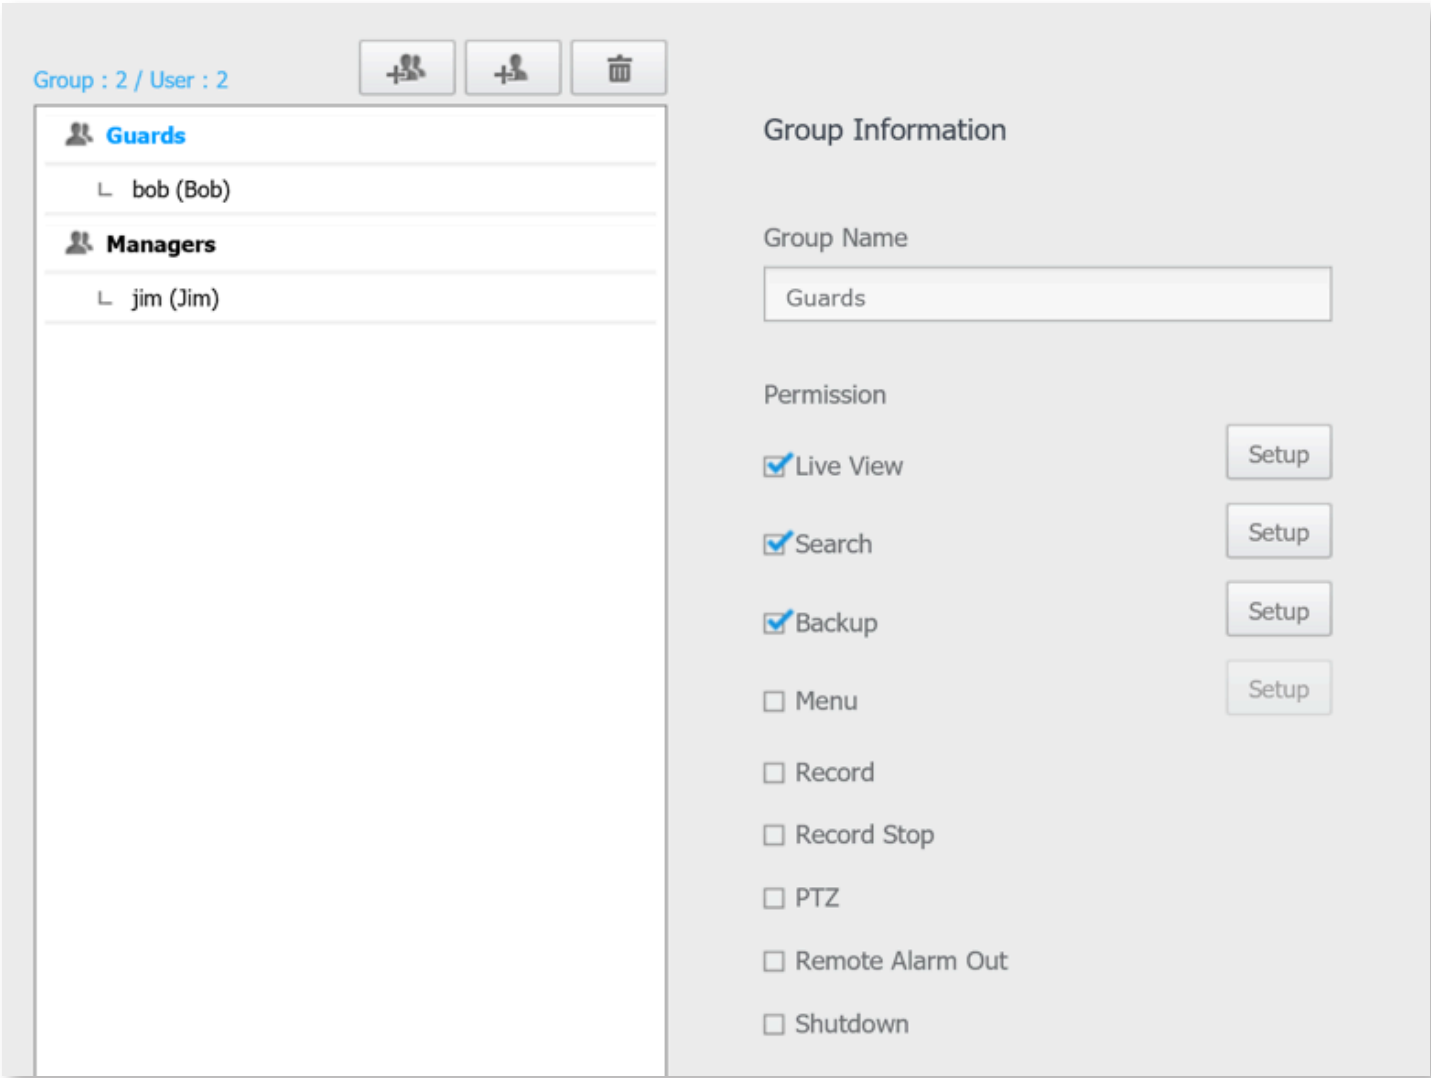 Group : 2 / User : 2
Guards
bob (Bob)
Managers
jim (Jim)
Group Information
Group Name
Guards
Permission
Live View Setup
Search Setup
Backup Setup
Menu Setup
Record
Record Stop
PTZ
Remote Alarm Out
Shutdown